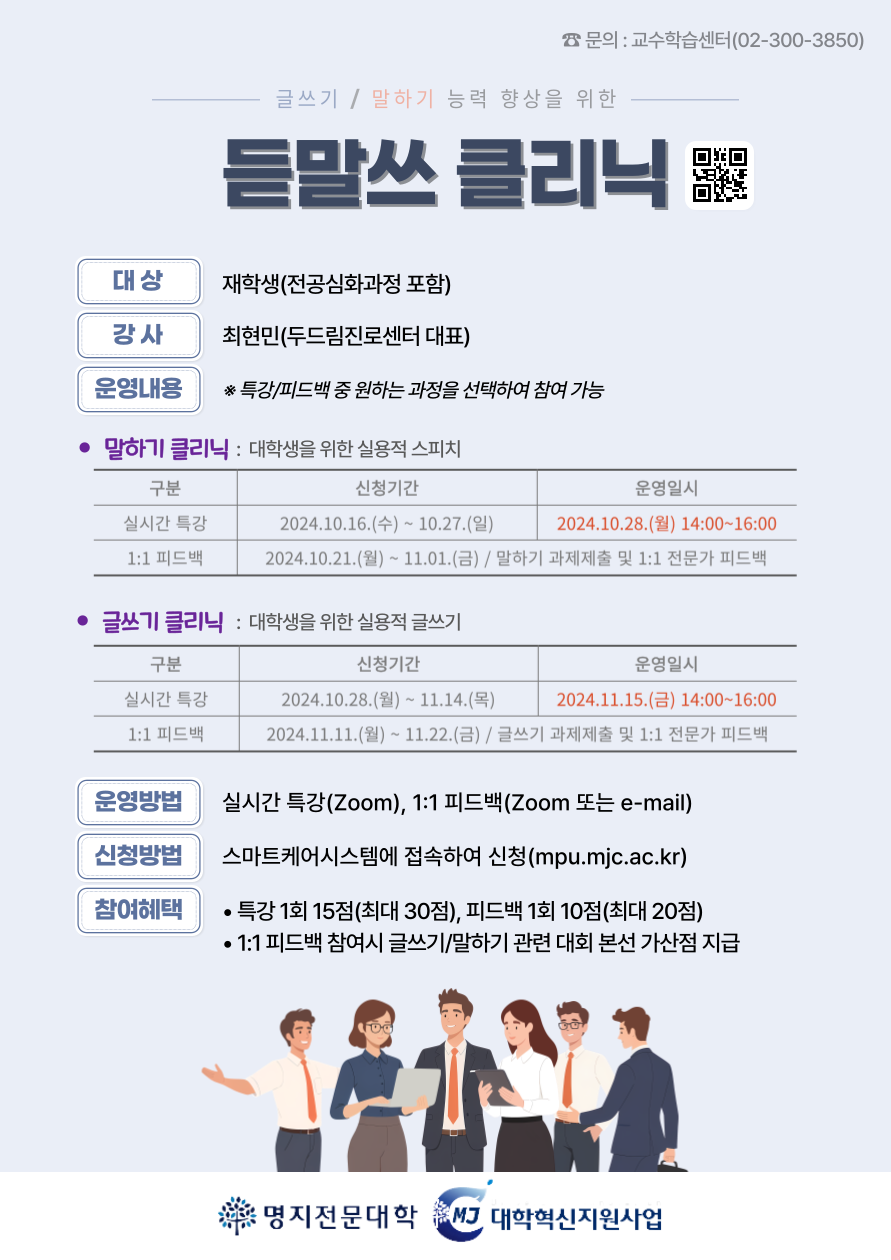 ☎ 문의 : 교수학습센터(02-300-3850)
글쓰기 / 말하기 능력 향상을 위한
듣말쓰 클리닉
대 상 재학생(전공심화과정 포함)
강 사 최현민(두드림진로센터 대표)
운영내용 ※ 특강/피드백 중 원하는 과정을 선택하여 참여 가능
• 말하기 클리닉 : 대학생을 위한 실용적 스피치
구분 신청기간 운영일시
실시간 특강 2024.10.16.(수) ~ 10.27.(일) 2024.10.28.(월) 14:00~16:00
1:1 피드백 2024.10.21.(월) ~ 11.01.(금) / 말하기 과제제출 및 1:1 전문가 피드백
• 글쓰기 클리닉 : 대학생을 위한 실용적 글쓰기
구분 신청기간 운영일시
실시간 특강 2024.10.28.(월) ~ 11.14.(목) 2024.11.15.(금) 14:00~16:00
1:1 피드백 2024.11.11.(월) ~ 11.22.(금) / 글쓰기 과제제출 및 1:1 전문가 피드백
운영방법 실시간 특강(Zoom), 1:1 피드백(Zoom 또는 e-mail)
신청방법 스마트케어시스템에 접속하여 신청(mpu.mjc.ac.kr)
참여혜택 • 특강 1회 15점(최대 30점), 피드백 1회 10점(최대 20점)
• 1:1 피드백 참여시 글쓰기/말하기 관련 대회 본선 가산점 지급
명지전문대학 MJ 대학혁신지원사업